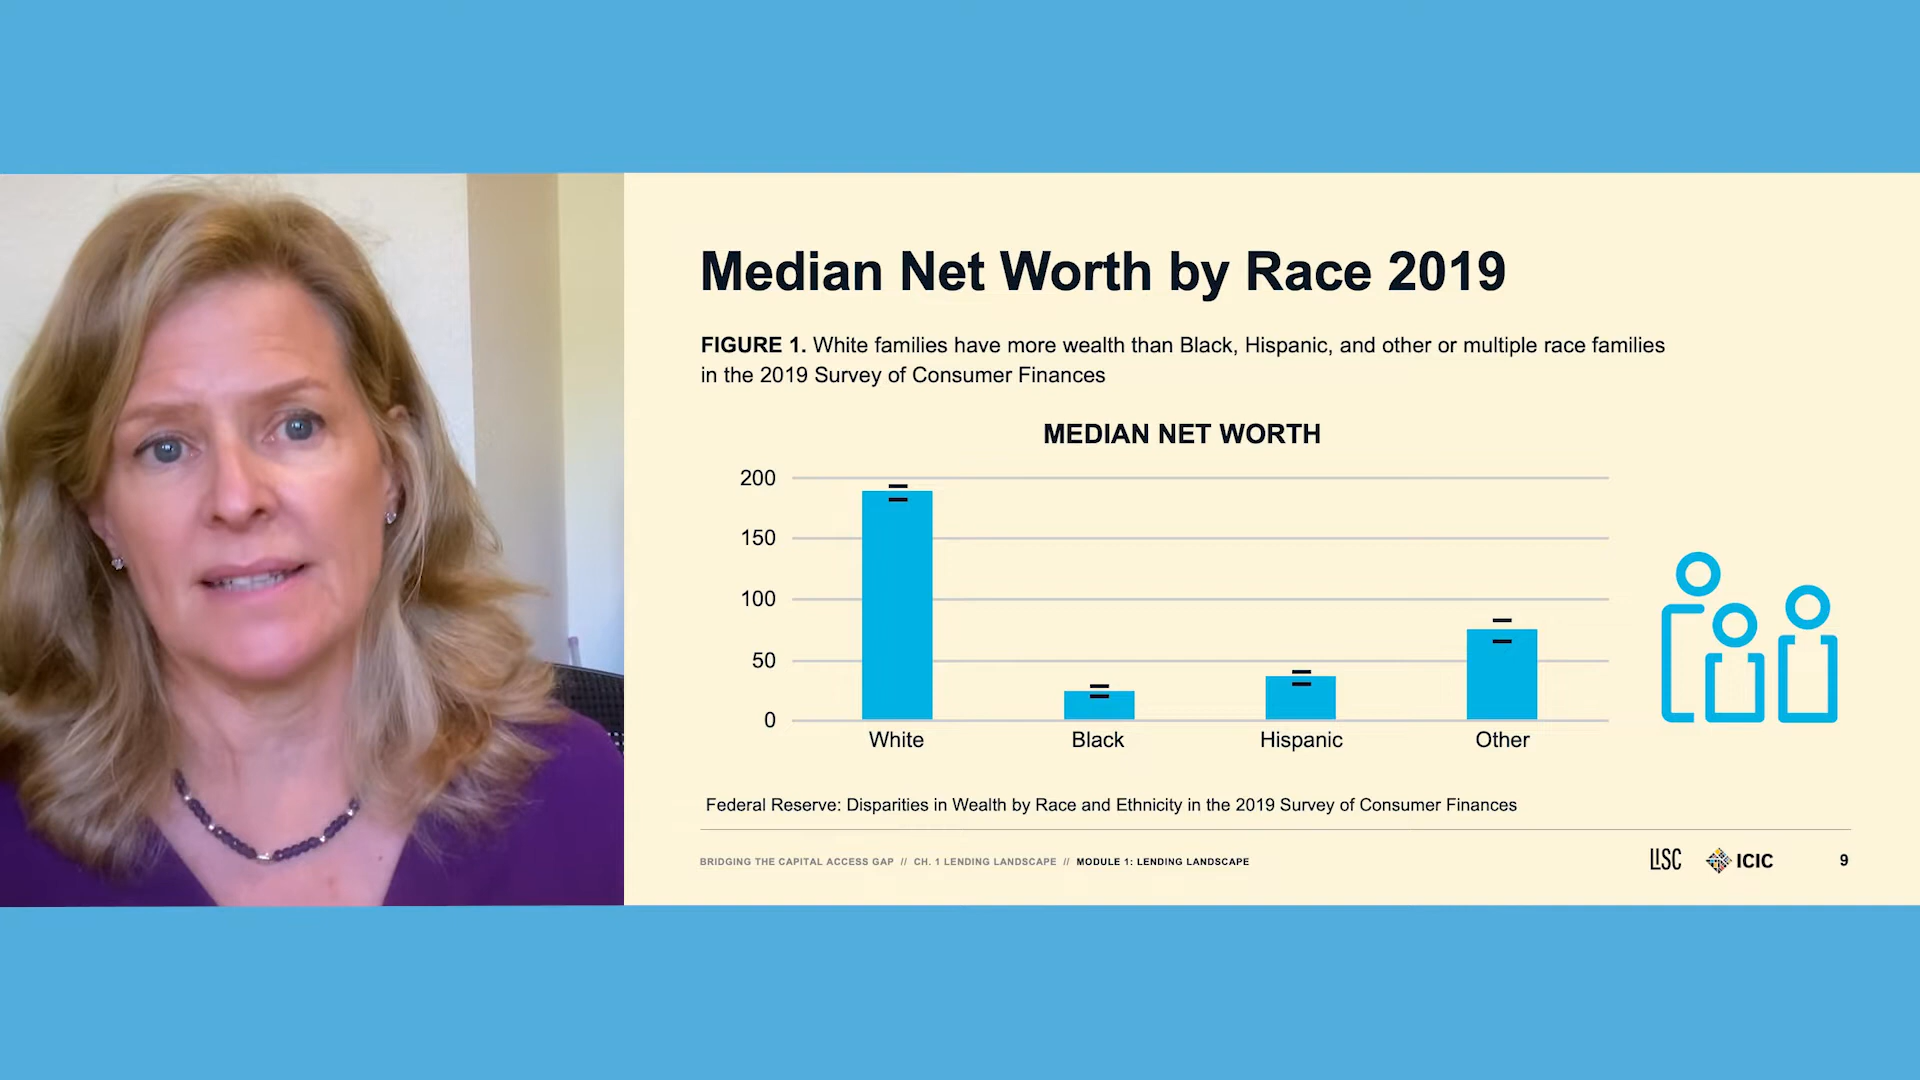 Median Net Worth by Race 2019
FIGURE 1. White families have more wealth than Black, Hispanic, and other or multiple race families
in the 2019 Survey of Consumer Finances
MEDIAN NET WORTH
200
150
100
50
0
White
Black
Hispanic
Other
Federal Reserve: Disparities in Wealth by Race and Ethnicity in the 2019 Survey of Consumer Finances
BRIDGING THE CAPITAL ACCESS GAP // CH. 1 LENDING LANDSCAPE // MODULE 1: LENDING LANDSCAPE
LISC
ICIC
9